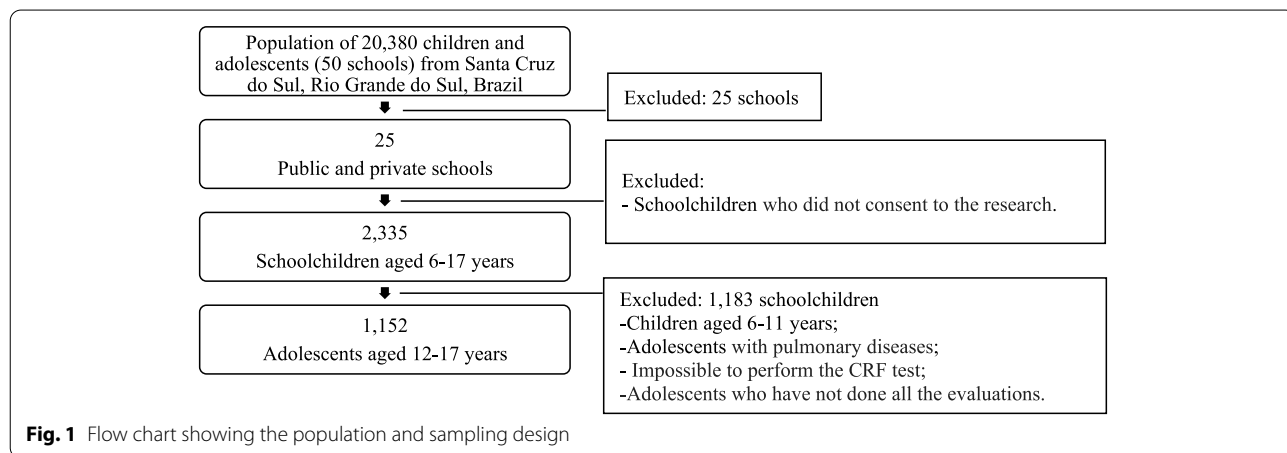 Population of 20,380 children and
adolescents (50 schools) from Santa Cruz
do Sul, Rio Grande do Sul, Brazil
Excluded: 25 schools
25
Public and private schools
Excluded:
- Schoolchildren who did not consent to the research.
2,335
Schoolchildren aged 6-17 years
Excluded: 1,183 schoolchildren
-Children aged 6-11 years;
-Adolescents with pulmonary diseases;
- Impossible to perform the CRF test;
-Adolescents who have not done all the evaluations.
1,152
Adolescents aged 12-17 years
Fig. 1 Flow chart showing the population and sampling design